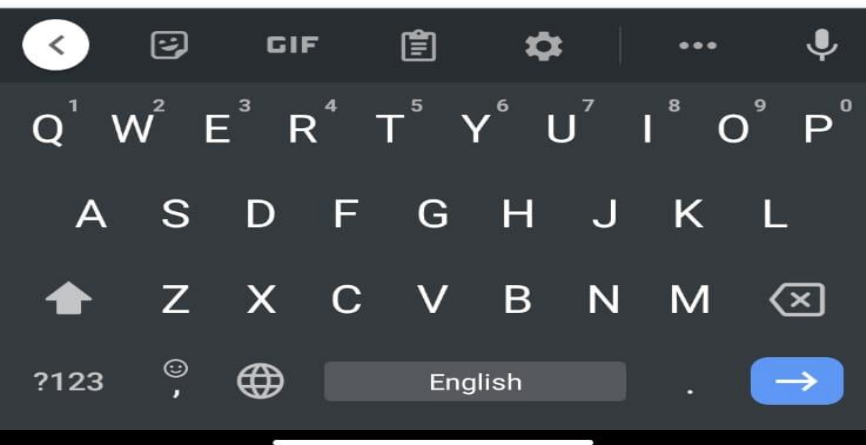 GIF
Q1 W2 E3 R4 T5 Y6 U7 I8 O9 P0
A S D F G H J K L
Z X C V B N M
?123 , English .